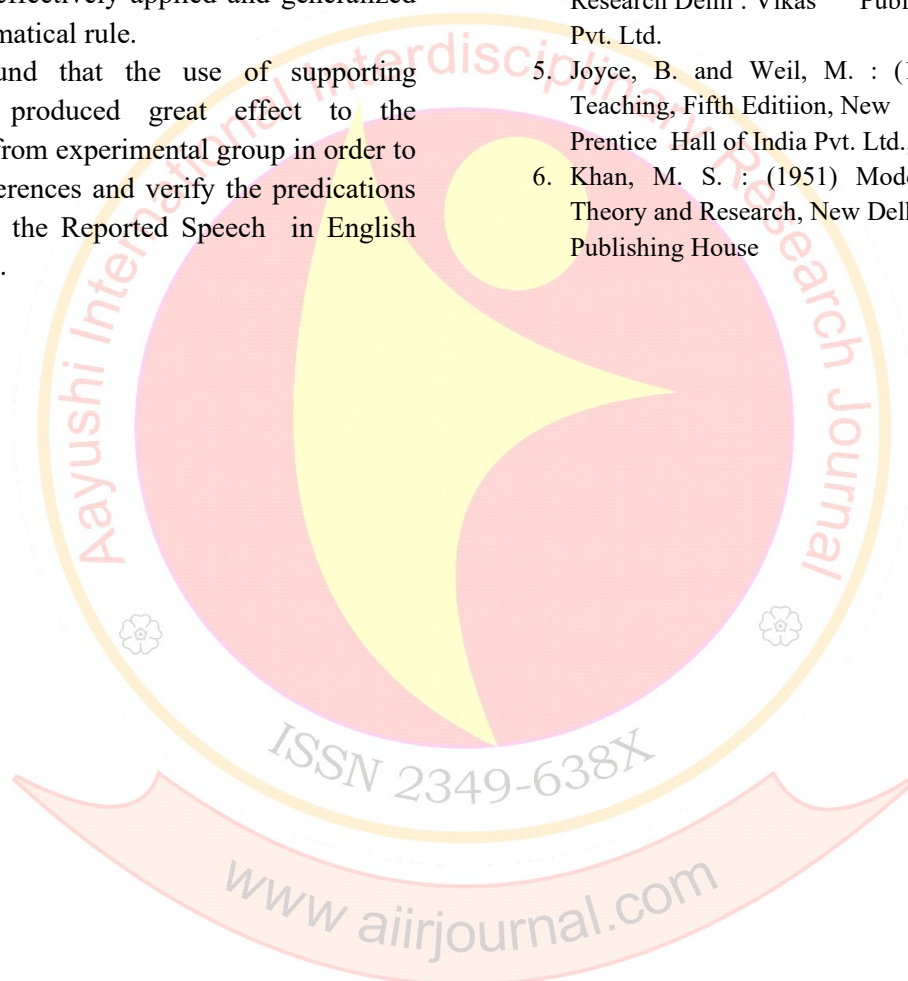 effectively applied and generalized
matical rule.
und that the use of supporting
produced great effect to the
from experimental group in order to
erences and verify the predications
the Reported Speech in English
.
Research Delhi : Vikas Publ
Pvt. Ltd.
5. Joyce, B. and Weil, M. : (1
Teaching, Fifth Editiion, New
Prentice Hall of India Pvt. Ltd.,
6. Khan, M. S. : (1951) Mod
Theory and Research, New Del
Publishing House
Aayushi International Interdisciplinary Research Journal
ISSN 2349-638X
www.aiirjournal.com